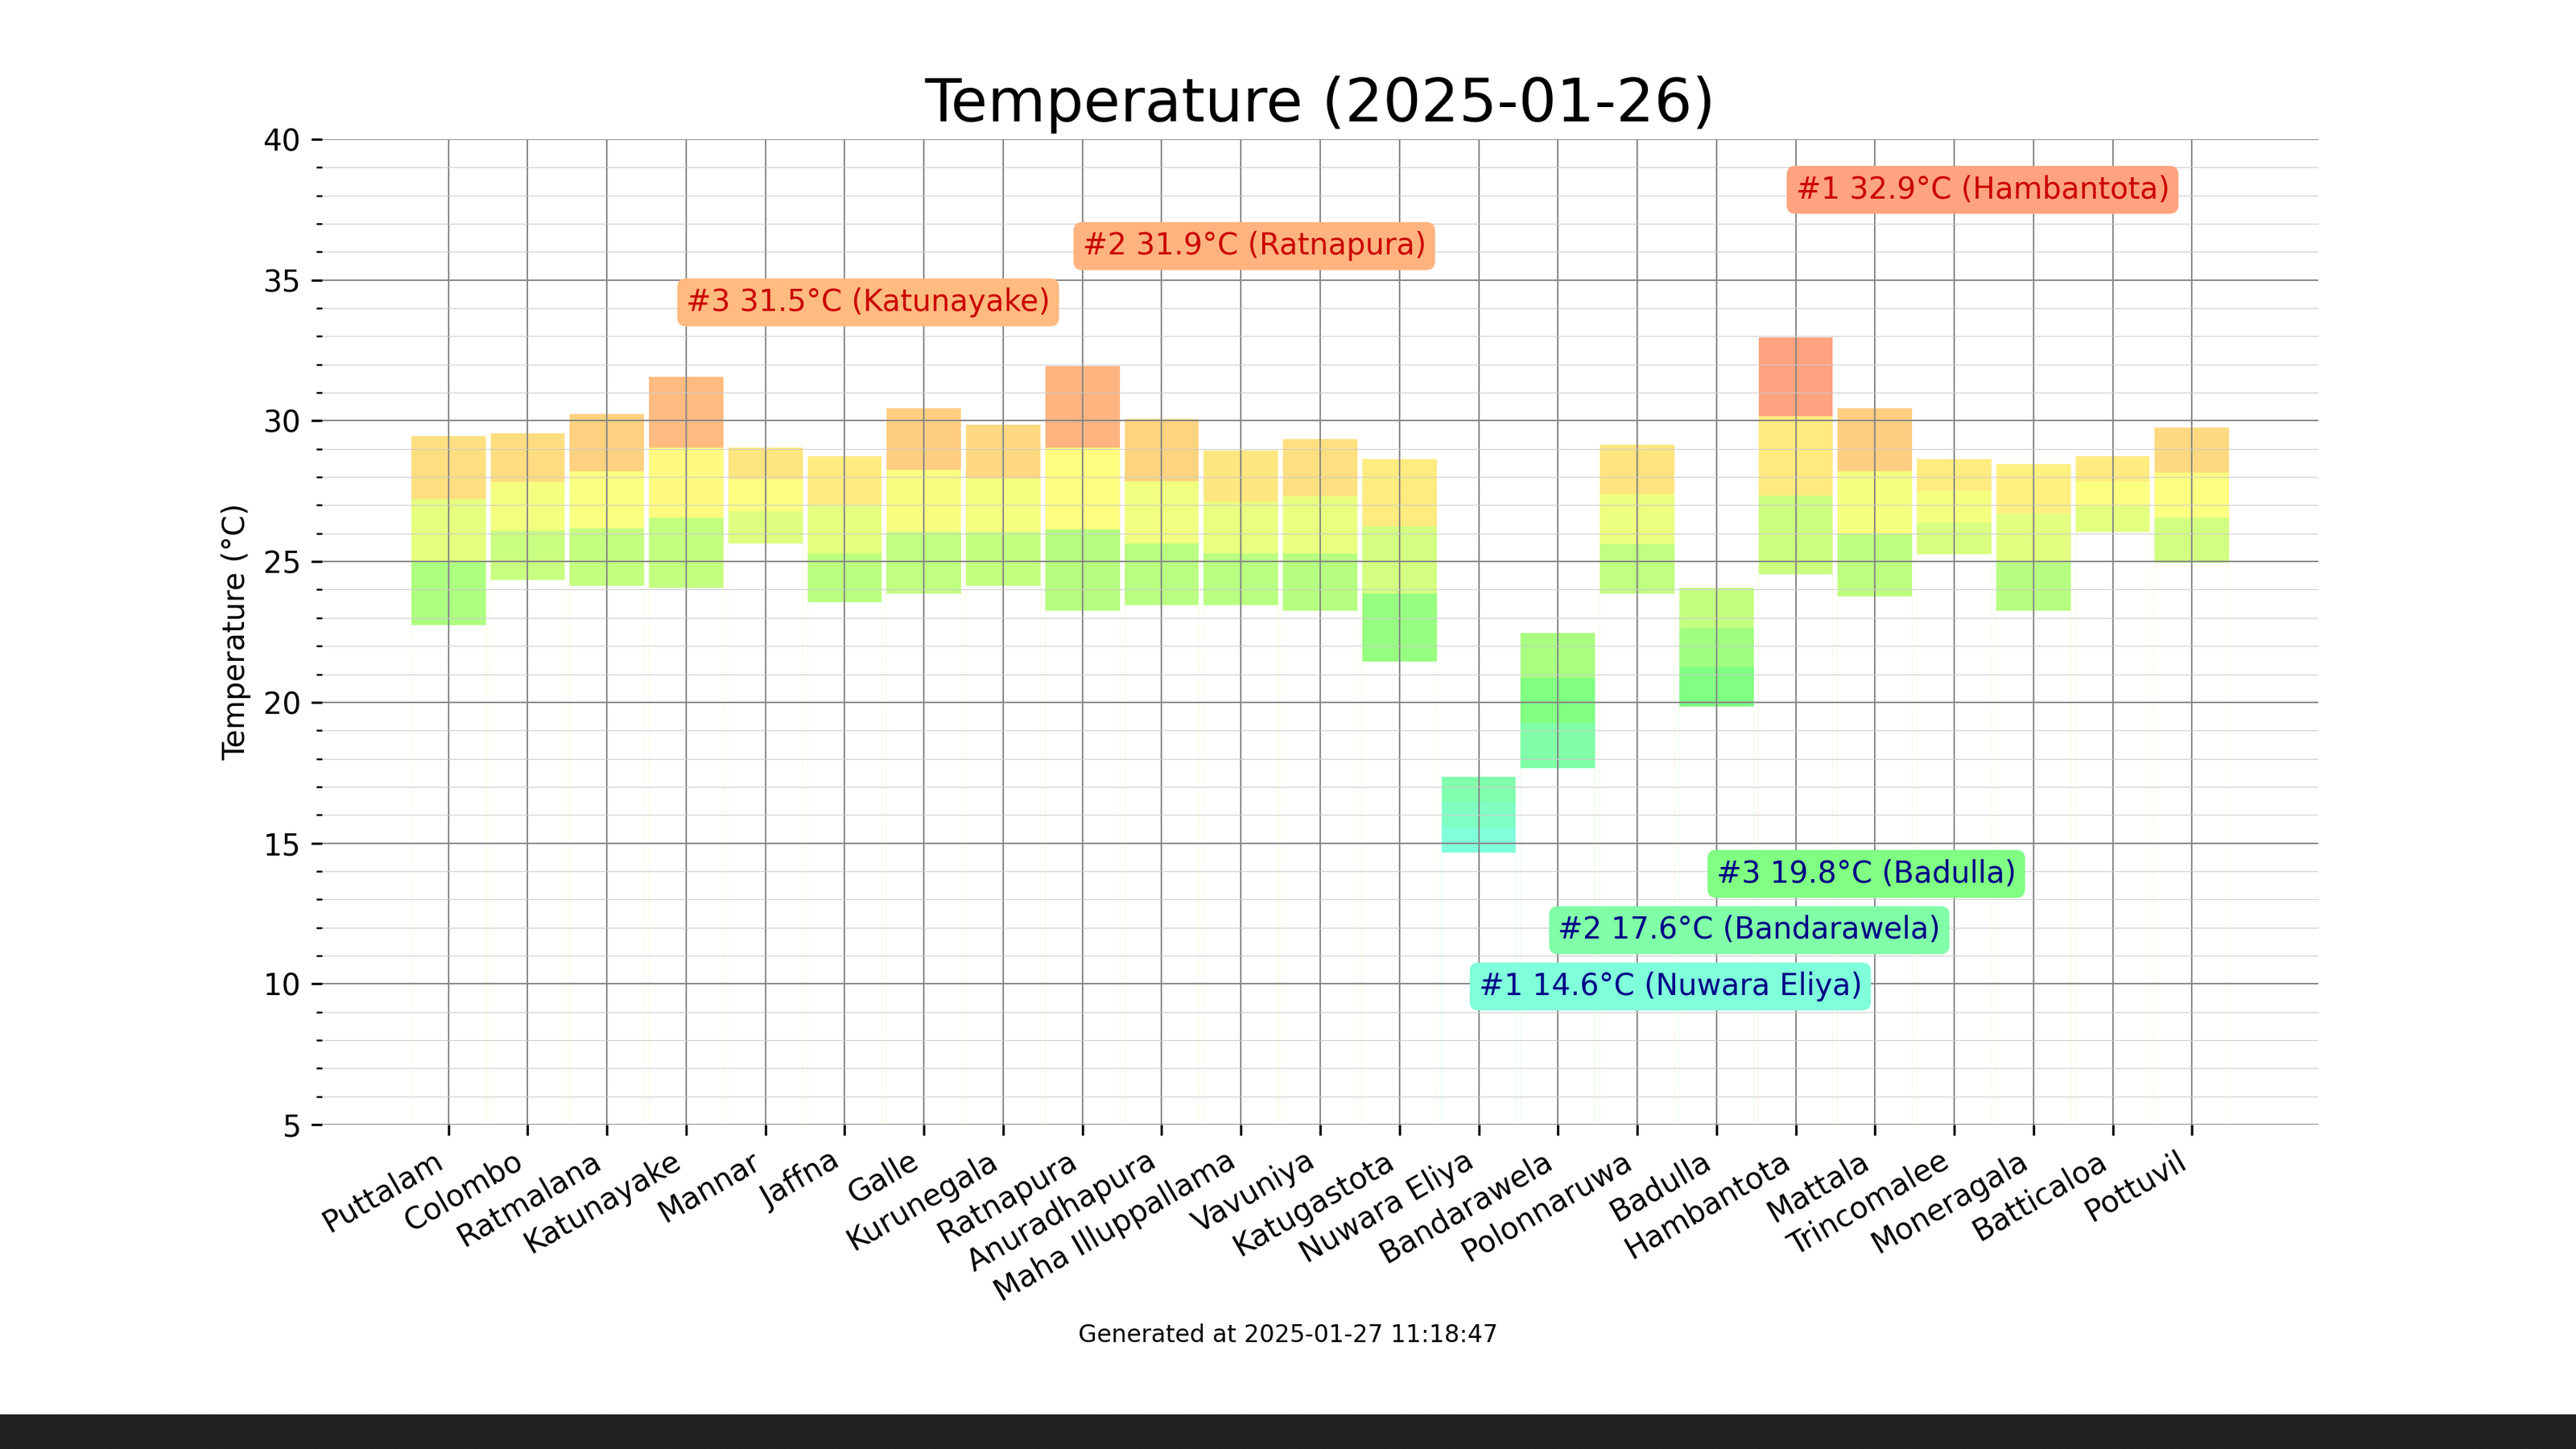 Temperature (2025-01-26)
40
35
30
25
20
15
10
5
Temperature (°C)
#1 32.9°C (Hambantota)
#2 31.9°C (Ratnapura)
#3 31.5°C (Katunayake)
#3 19.8°C (Badulla)
#2 17.6°C (Bandarawela)
#1 14.6°C (Nuwara Eliya)
Puttalam
Colombo
Ratmalana
Katunayake
Mannar
Jaffna
Galle
Kurunegala
Ratnapura
Anuradhapura
Maha Illuppallama
Vavuniya
Katugastota
Nuwara Eliya
Bandarawela
Polonnaruwa
Badulla
Hambantota
Mattala
Trincomalee
Moneragala
Batticaloa
Pottuvil
Generated at 2025-01-27 11:18:47